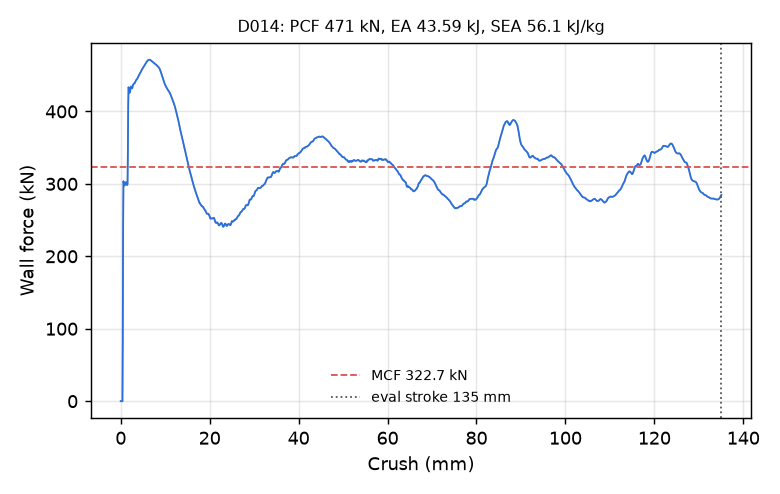 D014: PCF 471 kN, EA 43.59 kJ, SEA 56.1 kJ/kg
Wall force (kN)
400
300
200
100
0
MCF 322.7 kN
eval stroke 135 mm
0 20 40 60 80 100 120 140
Crush (mm)